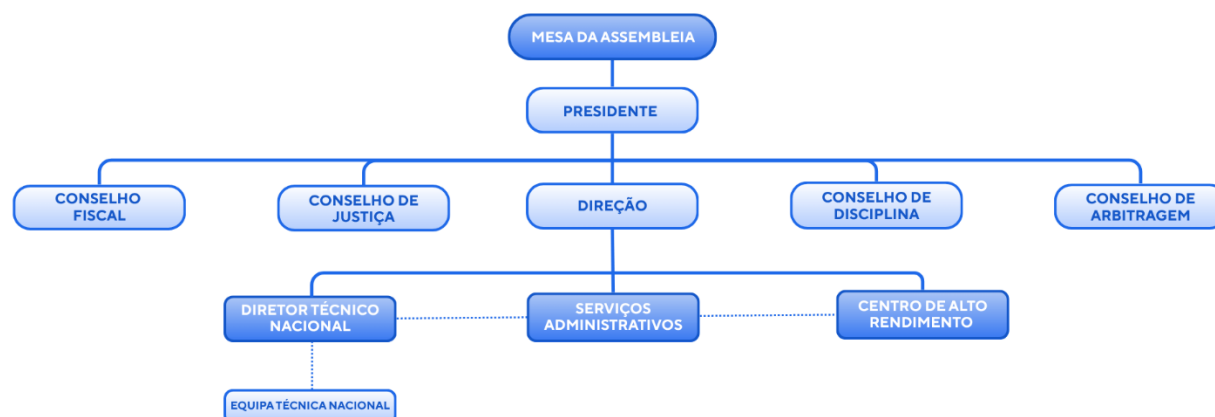 MESA DA ASSEMBLEIA
PRESIDENTE
CONSELHO
FISCAL
CONSELHO DE
JUSTIÇA
DIREÇÃO
CONSELHO DE
DISCIPLINA
CONSELHO DE
ARBITRAGEM
DIRETOR TÉCNICO
NACIONAL
SERVIÇOS
ADMINISTRATIVOS
CENTRO DE ALTO
RENDIMENTO
EQUIPA TÉCNICA NACIONAL